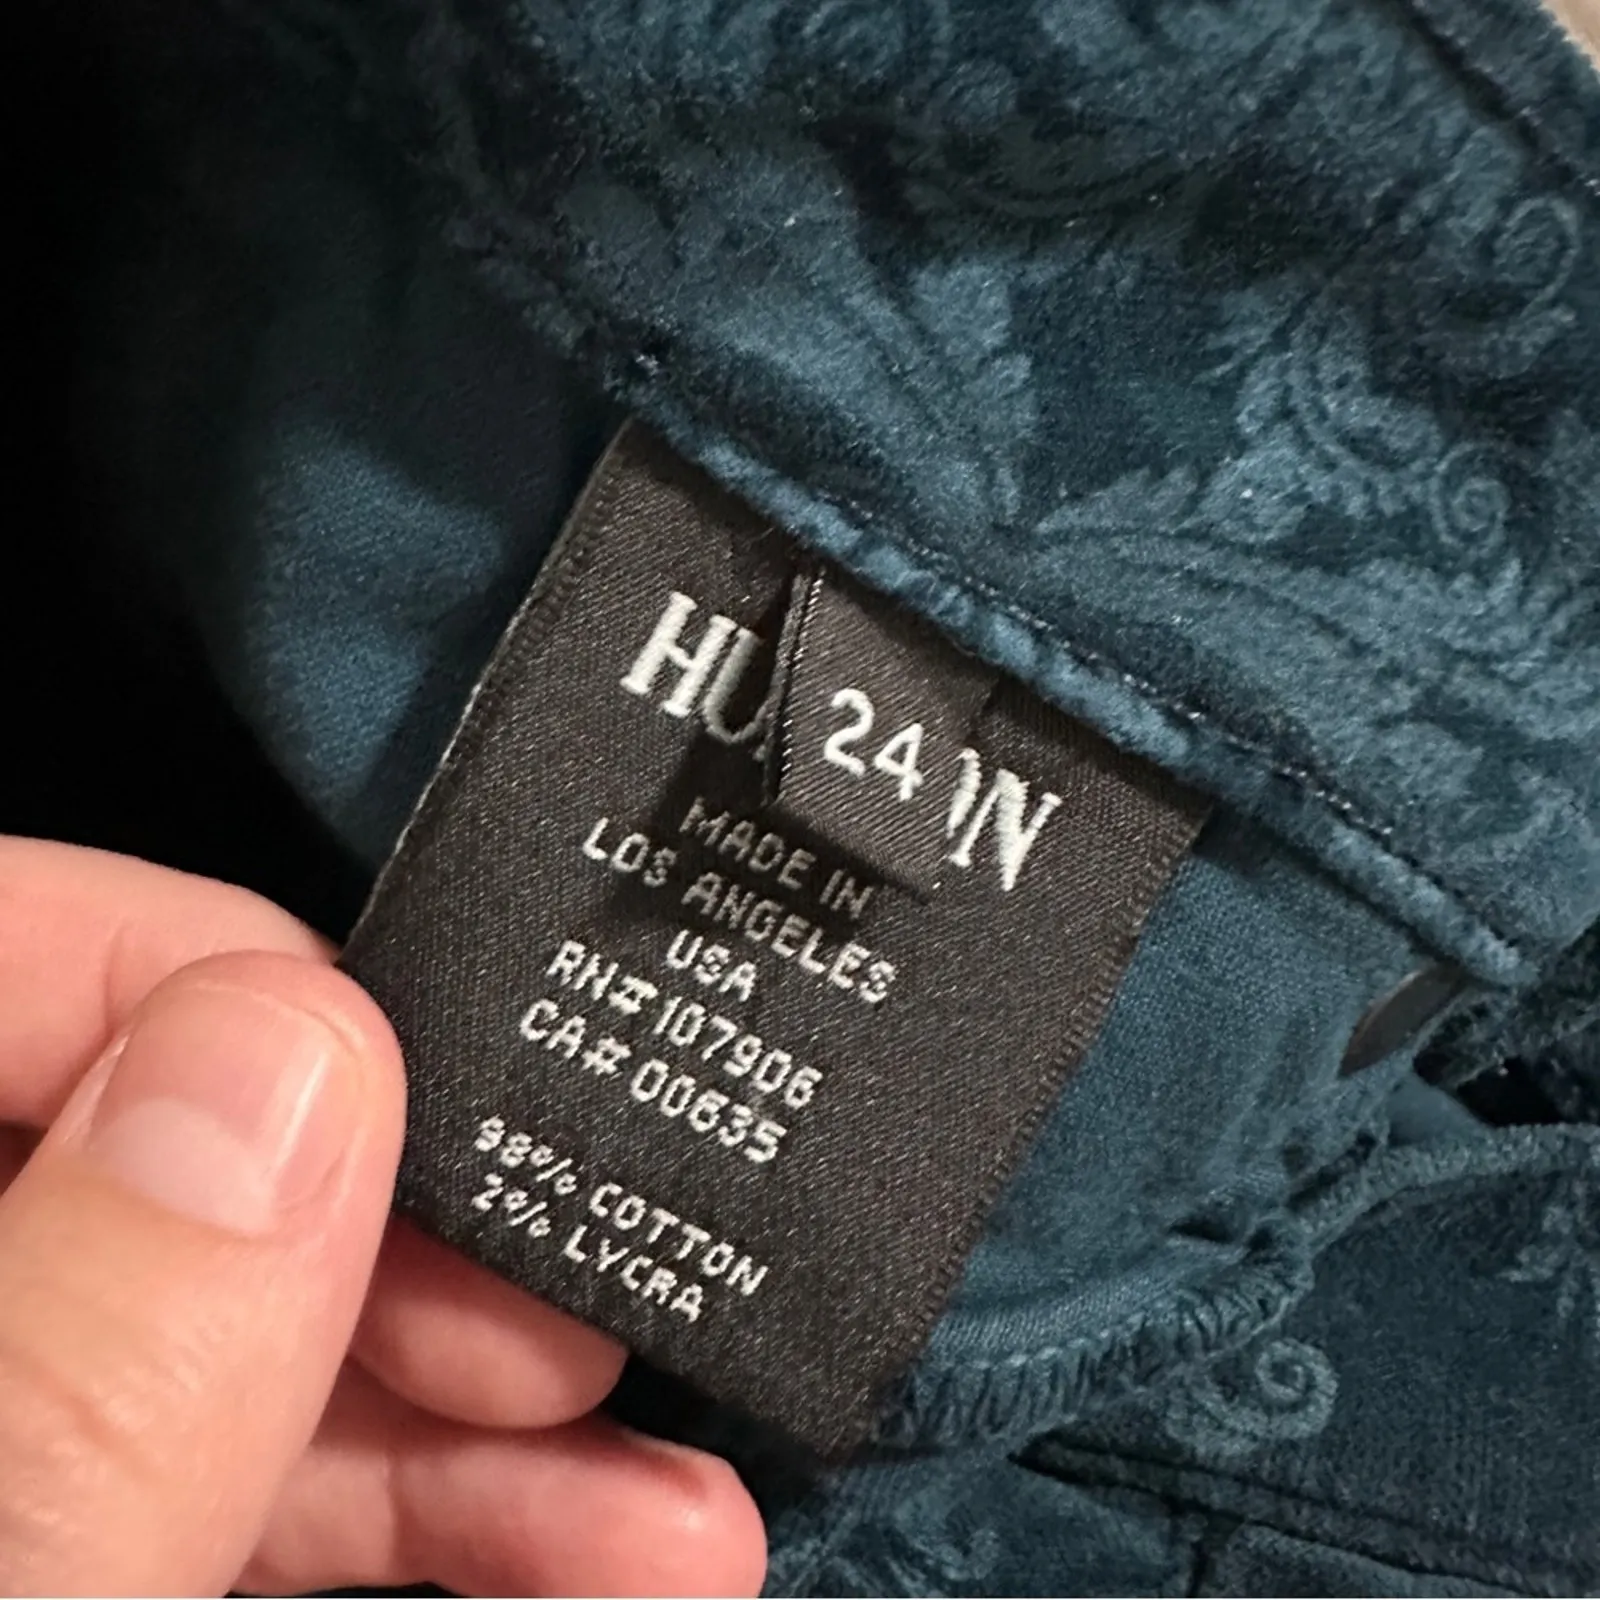 HU
24
N
MADE IN
LOS ANGELES
USA
RN# 107906
CA# 00635
98% COTTON
2% LYCRA